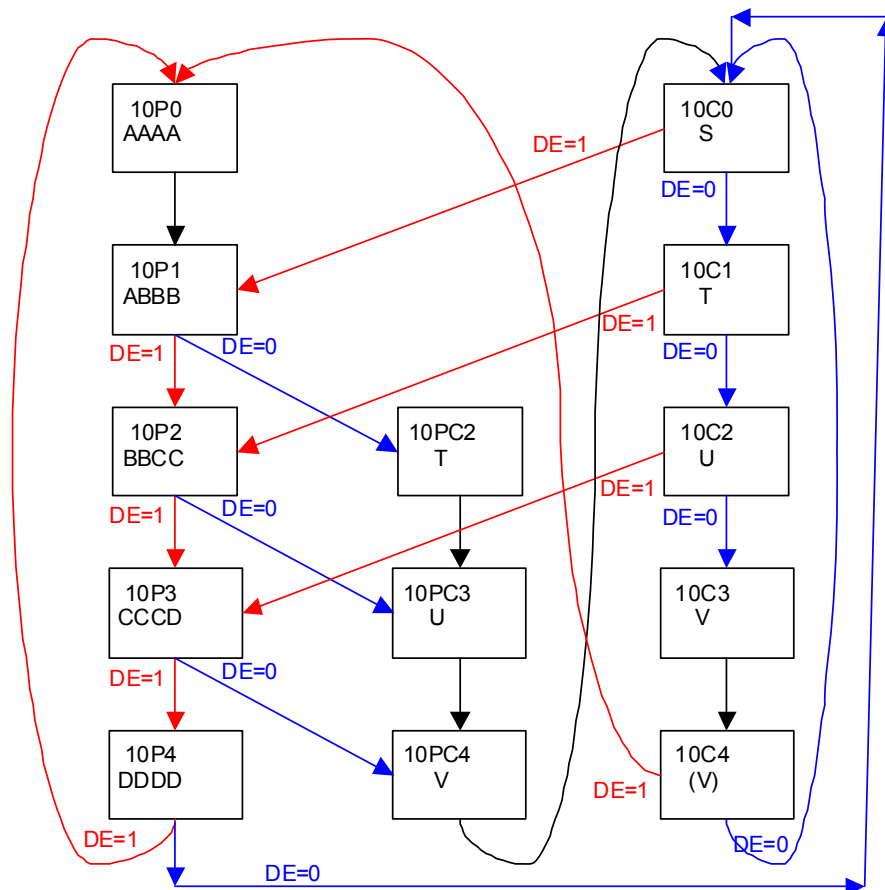 10P0
AAAA
10C0
S
DE=1
DE=0
10P1
ABBB
10C1
T
DE=1
DE=0
DE=1
DE=0
10P2
BBCC
10PC2
T
10C2
U
DE=1
DE=0
DE=1
DE=0
10P3
CCCD
10PC3
U
10C3
V
DE=1
DE=0
10P4
DDDD
10PC4
V
10C4
(V)
DE=1
DE=1
DE=0
DE=0